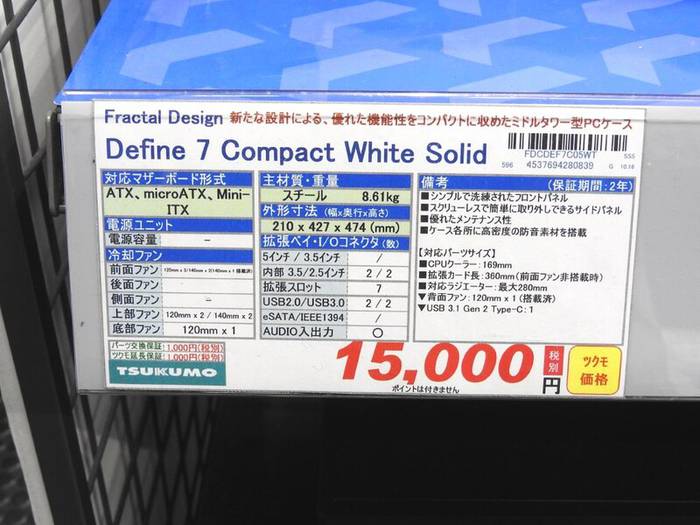 Fractal Design 新たな設計による、優れた機能性をコンパクトに収めたミドルタワー型PCケース
Define 7 Compact White Solid
FDCDEF7C05WT SS5
596 4537694280839 G 10.16
対応マザーボード形式
ATX、microATX、Mini-
ITX
電源ユニット
電源容量 -
冷却ファン
前面ファン 120mm x 3/140mm x 2(140mm x 1搭載済)
後面ファン
側面ファン -
上部ファン 120mm x 2 / 140mm x 2
底部ファン 120mm x 1
主材質・重量
スチール 8.61kg
外形寸法 (幅x奥行x高さ)
210 x 427 x 474 (mm)
拡張ベイ・I/Oコネクタ (数)
5インチ / 3.5インチ /
内部 3.5/2.5インチ 2 / 2
拡張スロット 7
USB2.0/USB3.0 / 2
eSATA/IEEE1394 /
AUDIO入出力 ○
備考 (保証期間:2年)
■シンプルで洗練されたフロントパネル
■スクリューレスで簡単に取り外しできるサイドパネル
■優れたメンテナンス性
■ケース各所に高密度の防音素材を搭載
【対応パーツサイズ】
■CPUクーラー:169mm
■拡張カード長:360mm(前面ファン非搭載時)
■対応ラジエーター:最大280mm
▼背面ファン:120mm x 1 (搭載済)
▼USB 3.1 Gen 2 Type-C: 1
パーツ交換保証:1,000円(税別)
ツクモ延長保証:1,000円(税別)
TSUKUMO
15,000円
税別
ツクモ
価格
ポイントは付きません